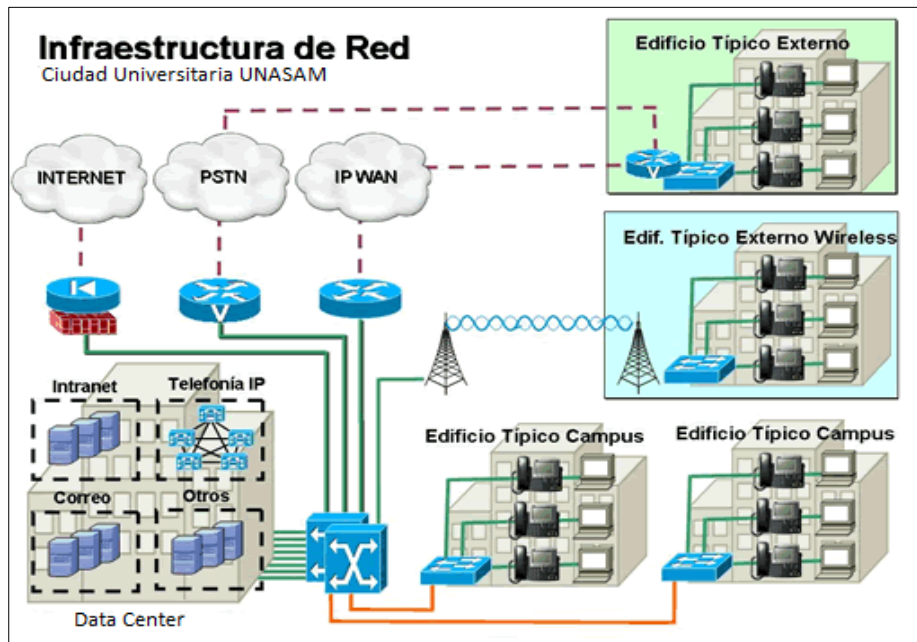 Infraestructura de Red
Ciudad Universitaria UNASAM
Edificio Típico Externo
INTERNET
PSTN
IP WAN
V
Edif. Típico Externo Wireless
V
Intranet
Telefonía IP
Edificio Típico Campus
Edificio Típico Campus
Correo
Otros
Data Center